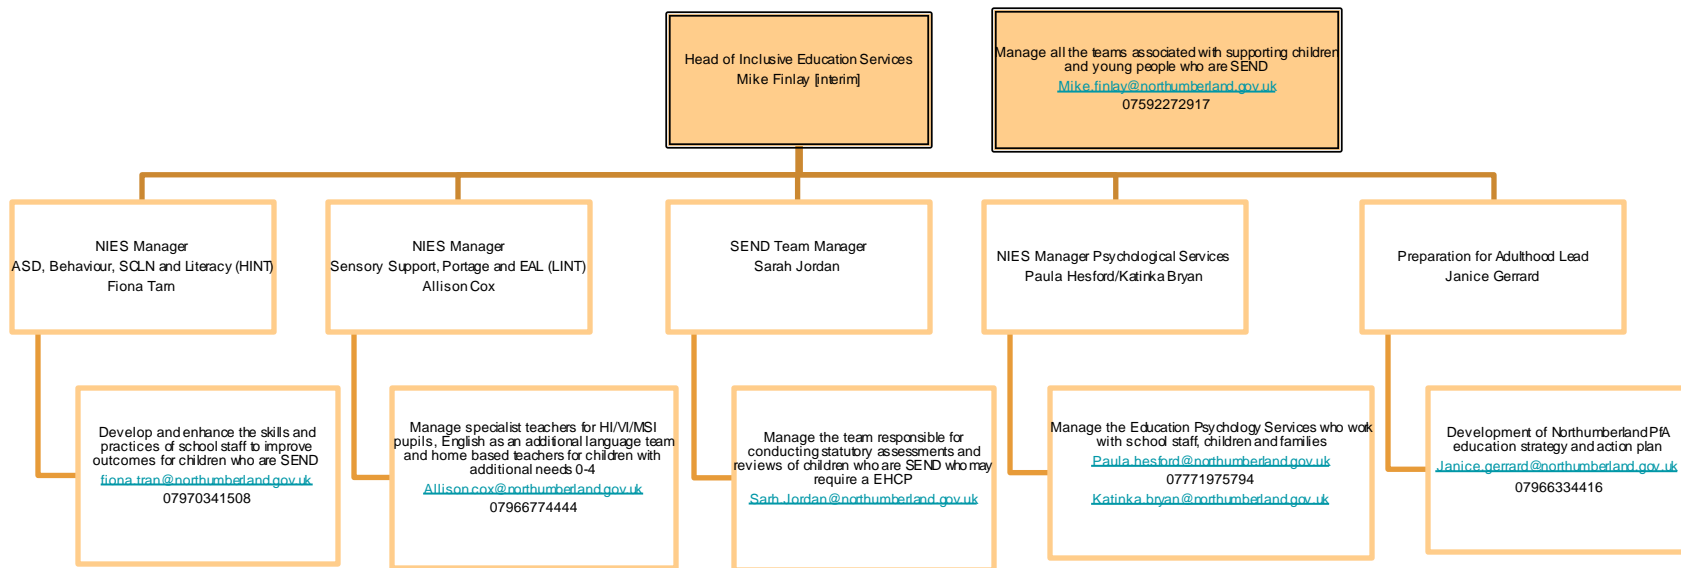 Head of Inclusive Education Services
Mike Finlay [interim]
Manage all the teams associated with supporting children
and young people who are SEND
Mike.finlay@northumberland.gov.uk
07592272917
NIES Manager
ASD, Behaviour, SCLN and Literacy (HINT)
Fiona Tarn
NIES Manager
Sensory Support, Portage and EAL (LINT)
Allison Cox
SEND Team Manager
Sarah Jordan
NIES Manager Psychological Services
Paula Hesford/Katinka Bryan
Preparation for Adulthood Lead
Janice Gerrard
Develop and enhance the skills and
practices of school staff to improve
outcomes for children who are SEND
fiona.tran@northumberland.gov.uk
07970341508
Manage specialist teachers for HI/VI/MSI
pupils, English as an additional language team
and home based teachers for children with
additional needs 0-4
Allison.cox@northumberland.gov.uk
07966774444
Manage the team responsible for
conducting statutory assessments and
reviews of children who are SEND who may
require a EHCP
Sarh.Jordan@northumberland.gov.uk
Manage the Education Psychology Services who work
with school staff, children and families
Paula.hesford@northumberland.gov.uk
07771975794
Katinka.bryan@northumberland.gov.uk
Development of Northumberland PfA
education strategy and action plan
Janice.gerrard@northumberland.gov.uk
07966334416